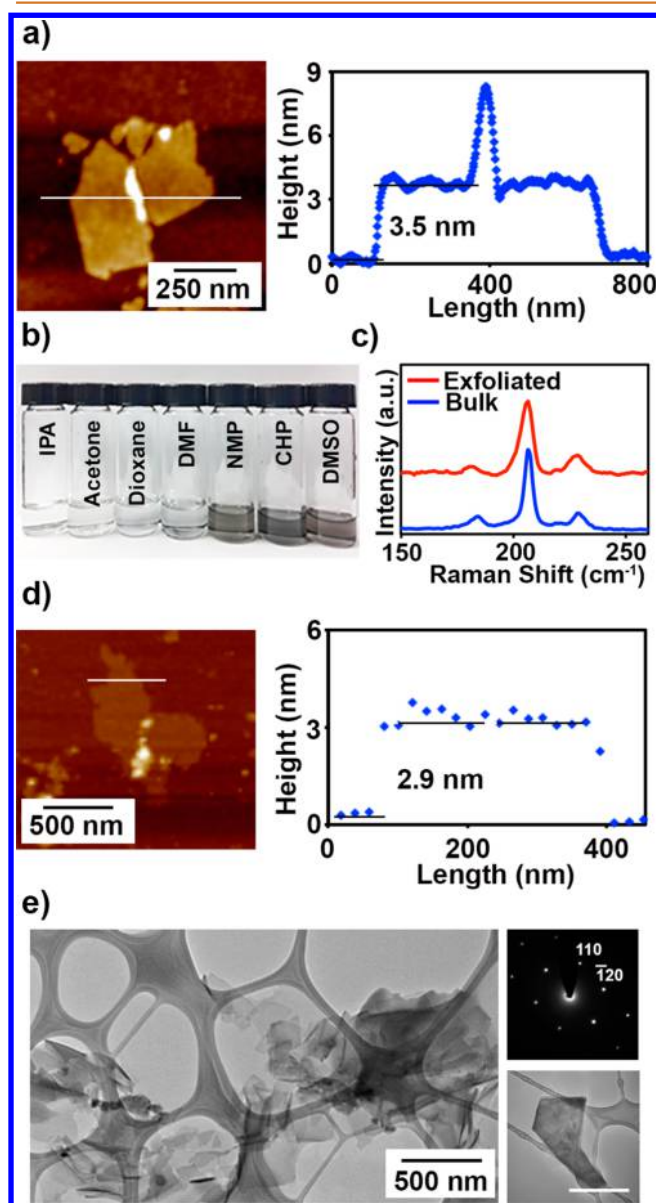 a)
250 nm
Height (nm)
9
6
3
0
3.5 nm
0
400
800
Length (nm)
b)
IPA
Acetone
Dioxane
DMF
NMP
CHP
DMSO
c)
Intensity (a.u.)
Exfoliated
Bulk
150
200
250
Raman Shift (cm⁻¹)
d)
500 nm
Height (nm)
6
3
0
2.9 nm
0
200
400
Length (nm)
e)
500 nm
110
1̅20